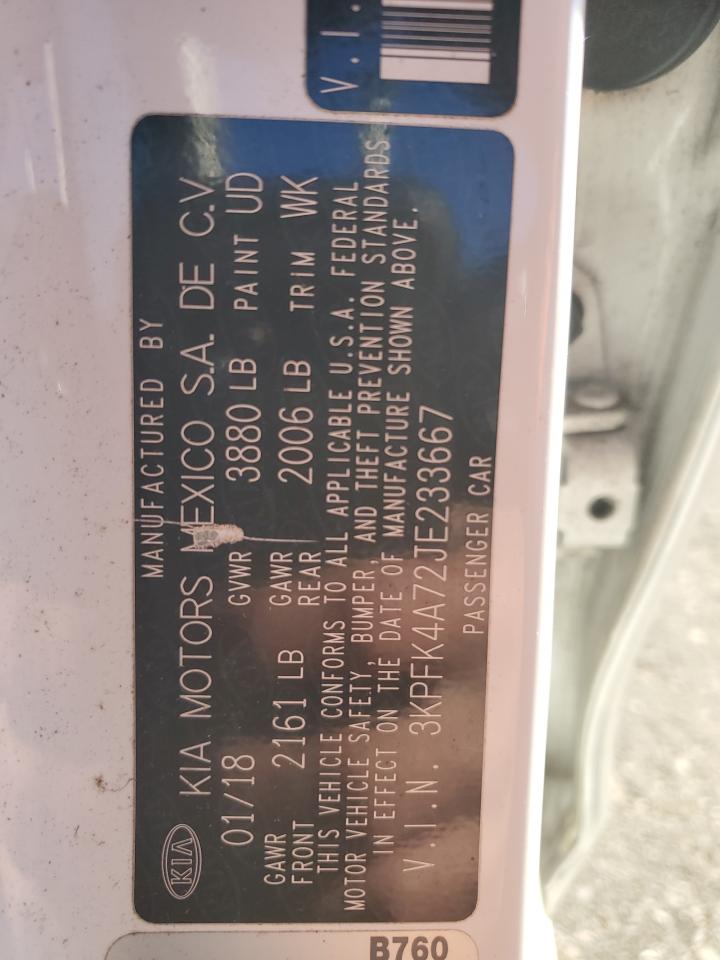 V.I.
MANUFACTURED BY
KIA KIA MOTORS MEXICO S.A. DE C.V
01/18 GVWR 3880 LB PAINT UD
GAWR FRONT 2161 LB GAWR REAR 2006 LB TRIM WK
THIS VEHICLE CONFORMS TO ALL APPLICABLE U.S.A. FEDERAL
MOTOR VEHICLE SAFETY, BUMPER, AND THEFT PREVENTION STANDARDS
IN EFFECT ON THE DATE OF MANUFACTURE SHOWN ABOVE.
V.I.N. 3KPFK4A72JE233667
PASSENGER CAR
B760